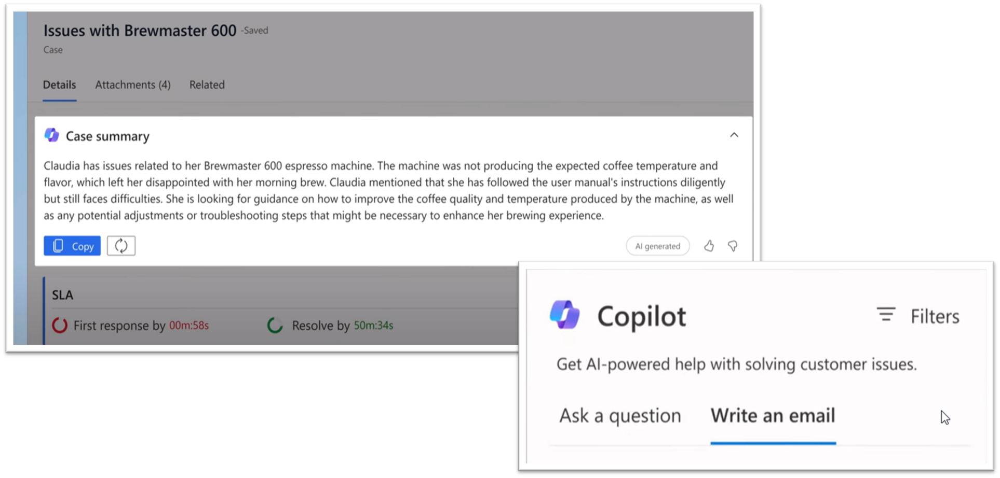 Issues with Brewmaster 600 -Saved
Case
Details Attachments (4) Related
Case summary
Claudia has issues related to her Brewmaster 600 espresso machine. The machine was not producing the expected coffee temperature and
flavor, which left her disappointed with her morning brew. Claudia mentioned that she has followed the user manual's instructions diligently
but still faces difficulties. She is looking for guidance on how to improve the coffee quality and temperature produced by the machine, as well
as any potential adjustments or troubleshooting steps that might be necessary to enhance her brewing experience.
Copy
AI generated
SLA
First response by 00m:58s Resolve by 50m:34s
Copilot Filters
Get AI-powered help with solving customer issues.
Ask a question Write an email